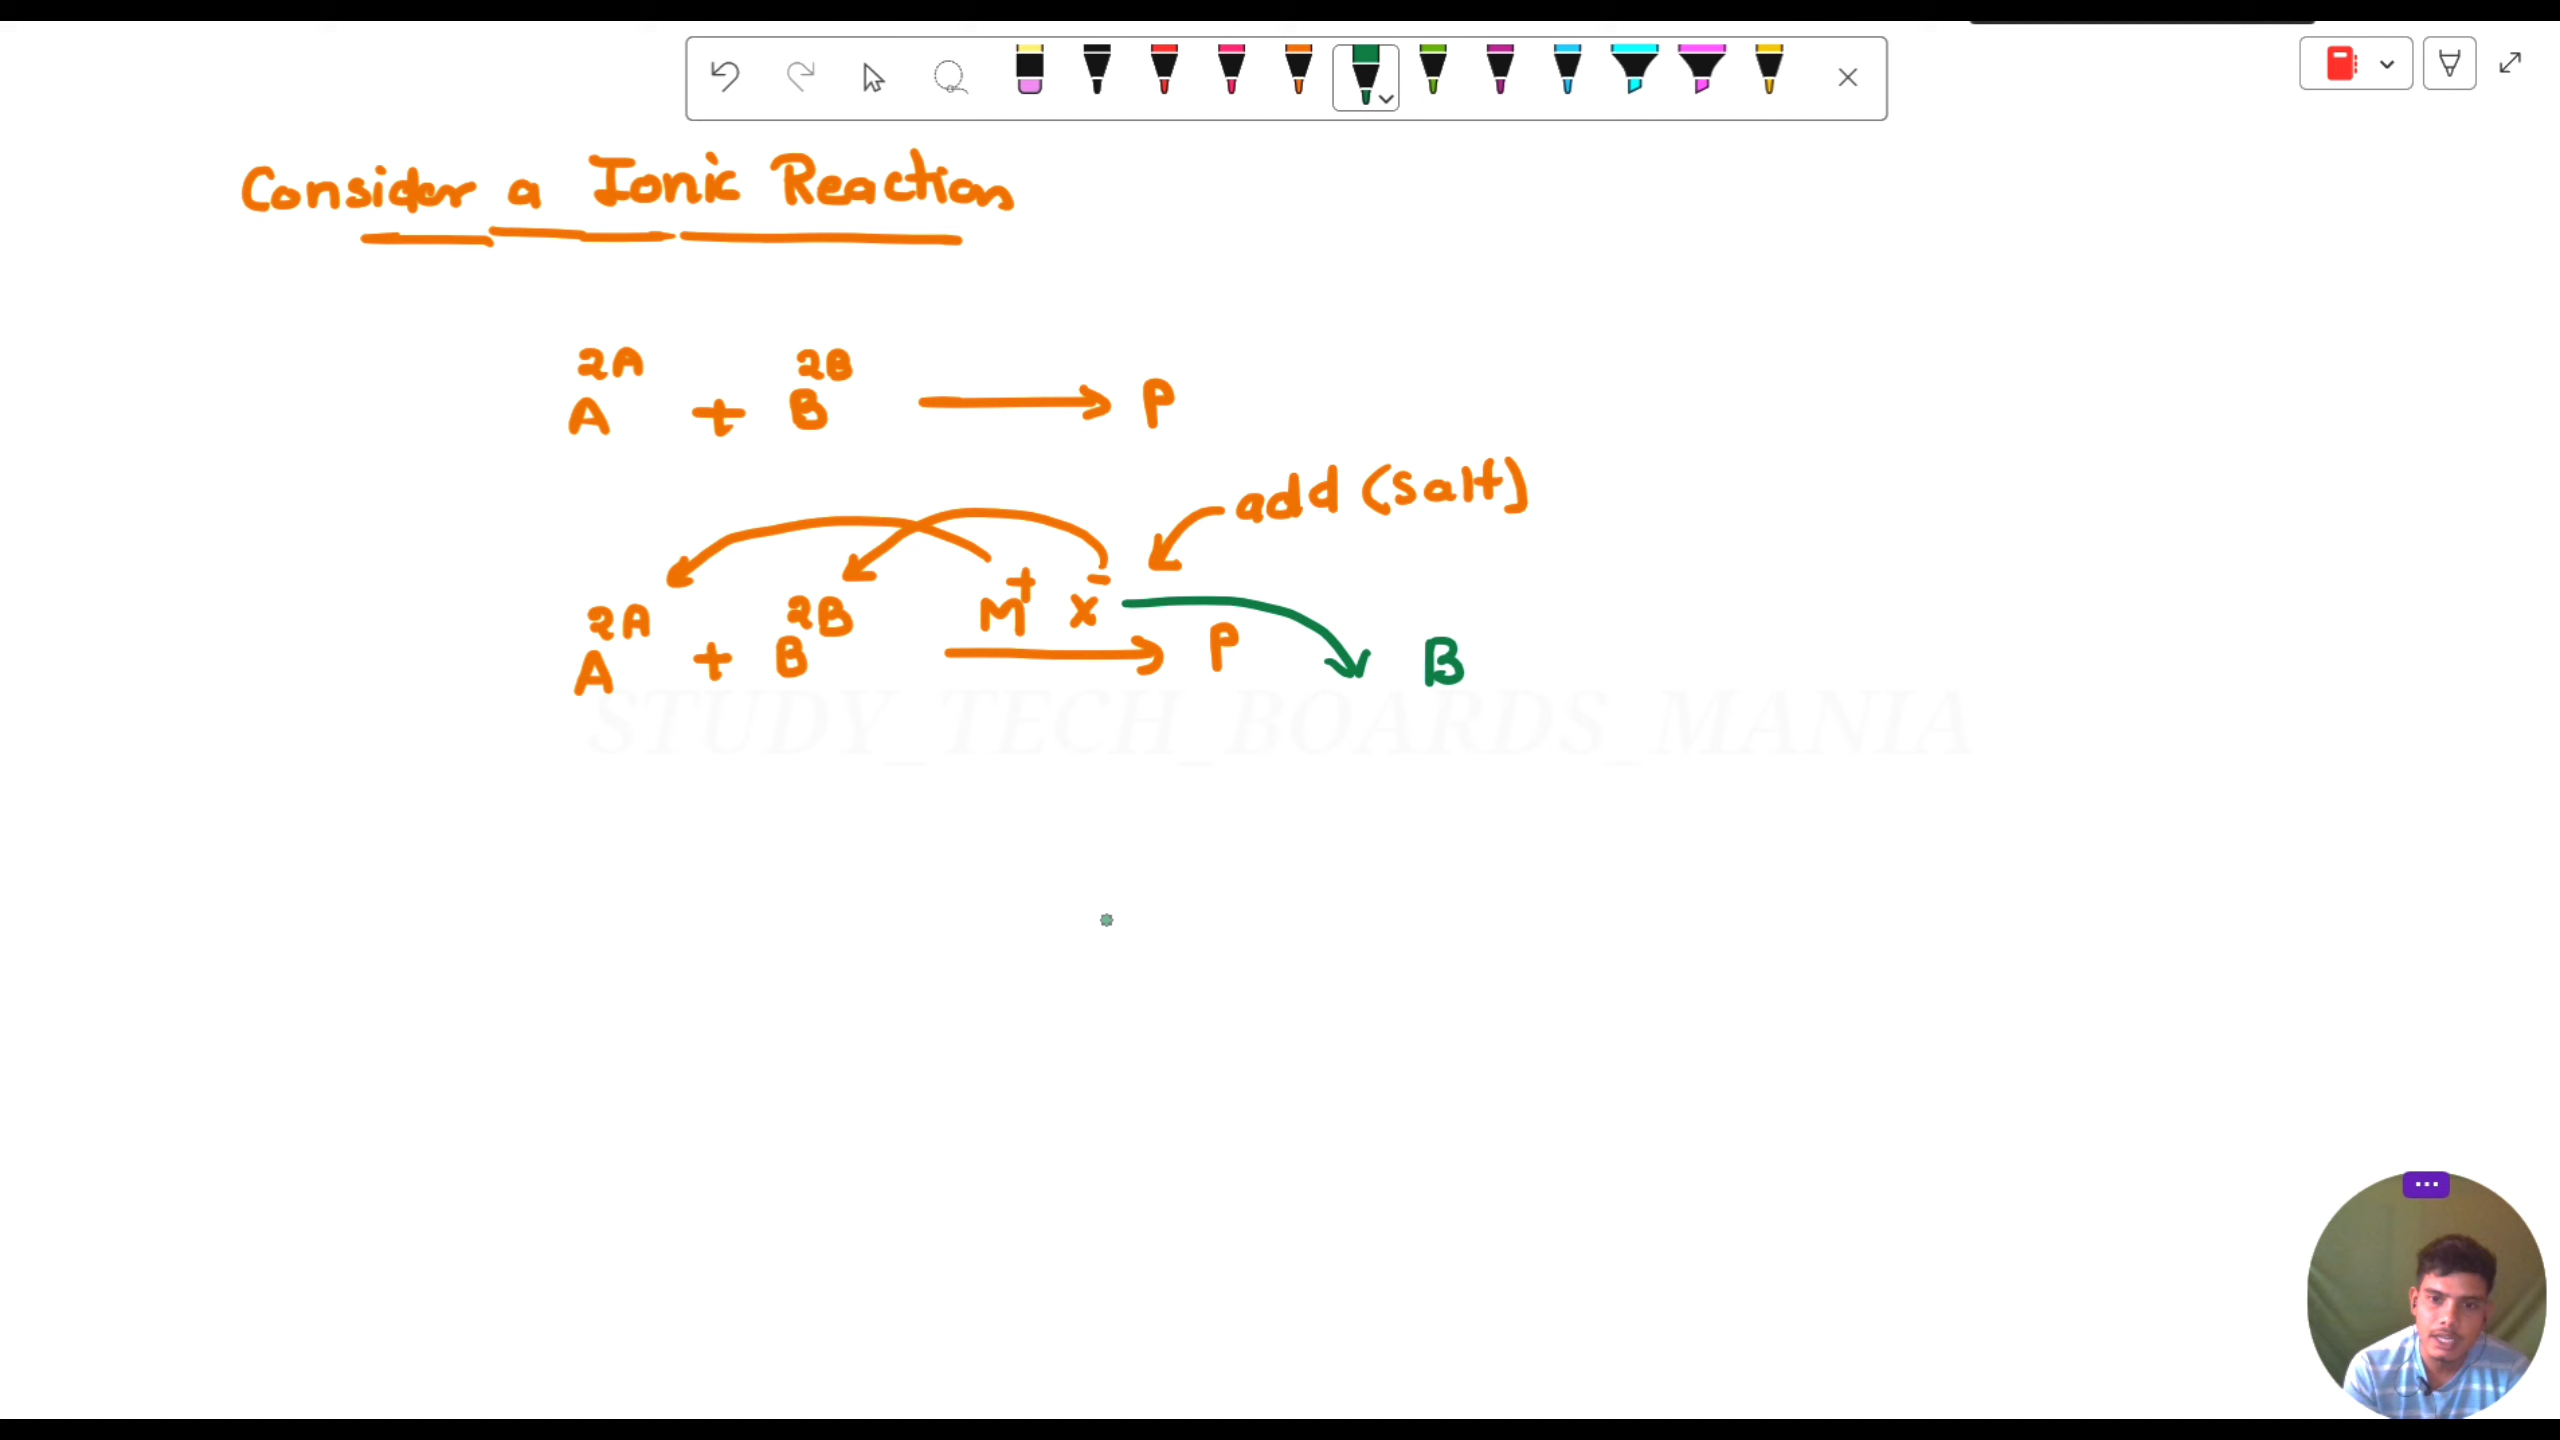 Consider a Ionic Reaction
2A 2B
A + B → P
add (salt)
2A 2B M+ X-
A + B → P B
STUDY_TECH_BOARDS_MANIA